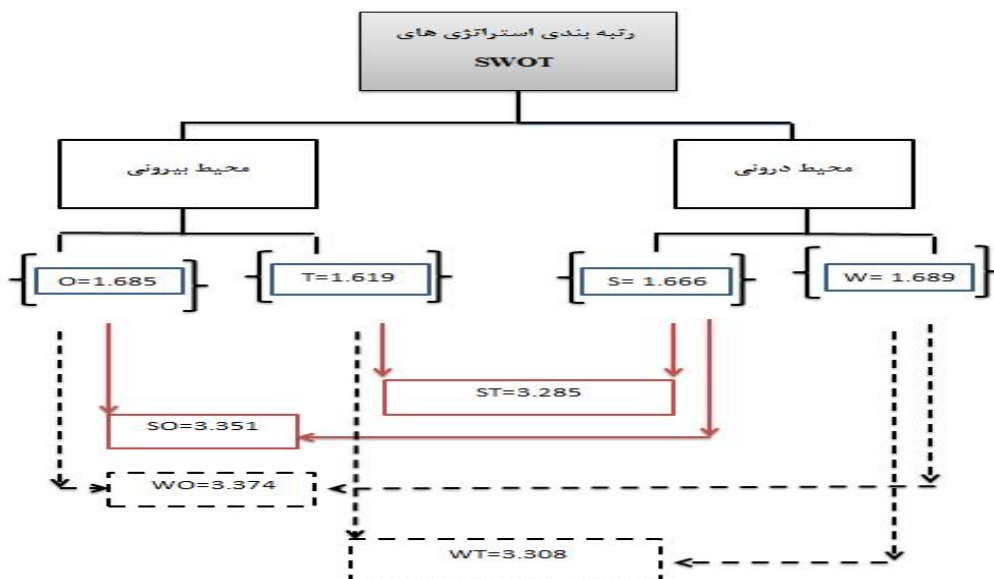 رتبه بندی استراتژی های
SWOT
محیط درونی
محیط بیرونی
O=1.685
T=1.619
S= 1.666
W= 1.689
ST=3.285
SO=3.351
WO=3.374
WT=3.308